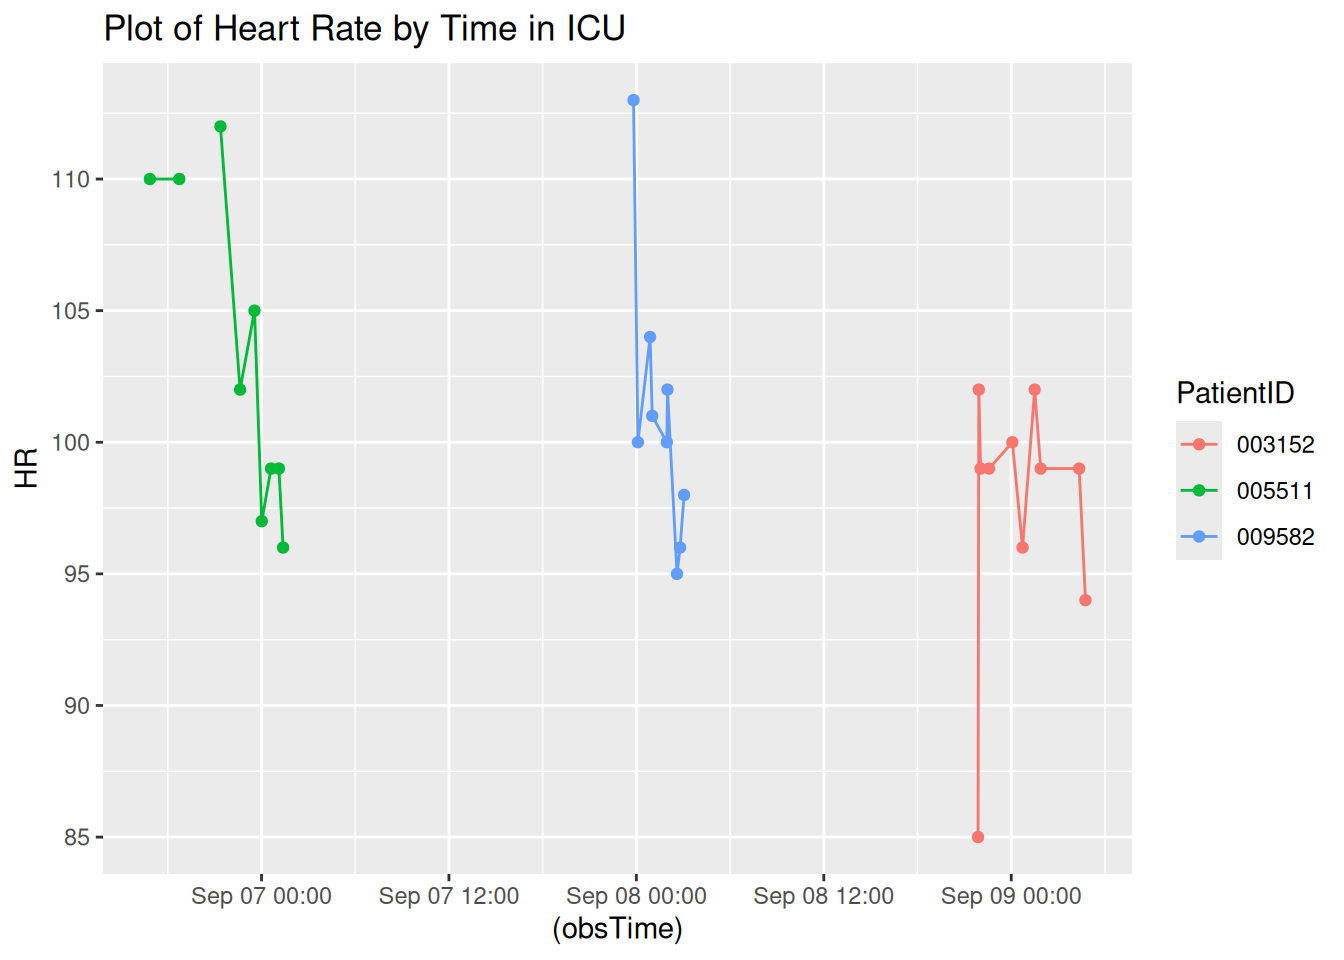 Plot of Heart Rate by Time in ICU
110
105
100
95
90
85
HR
Sep 07 00:00 Sep 07 12:00 Sep 08 00:00 Sep 08 12:00 Sep 09 00:00
(obsTime)
PatientID
003152
005511
009582